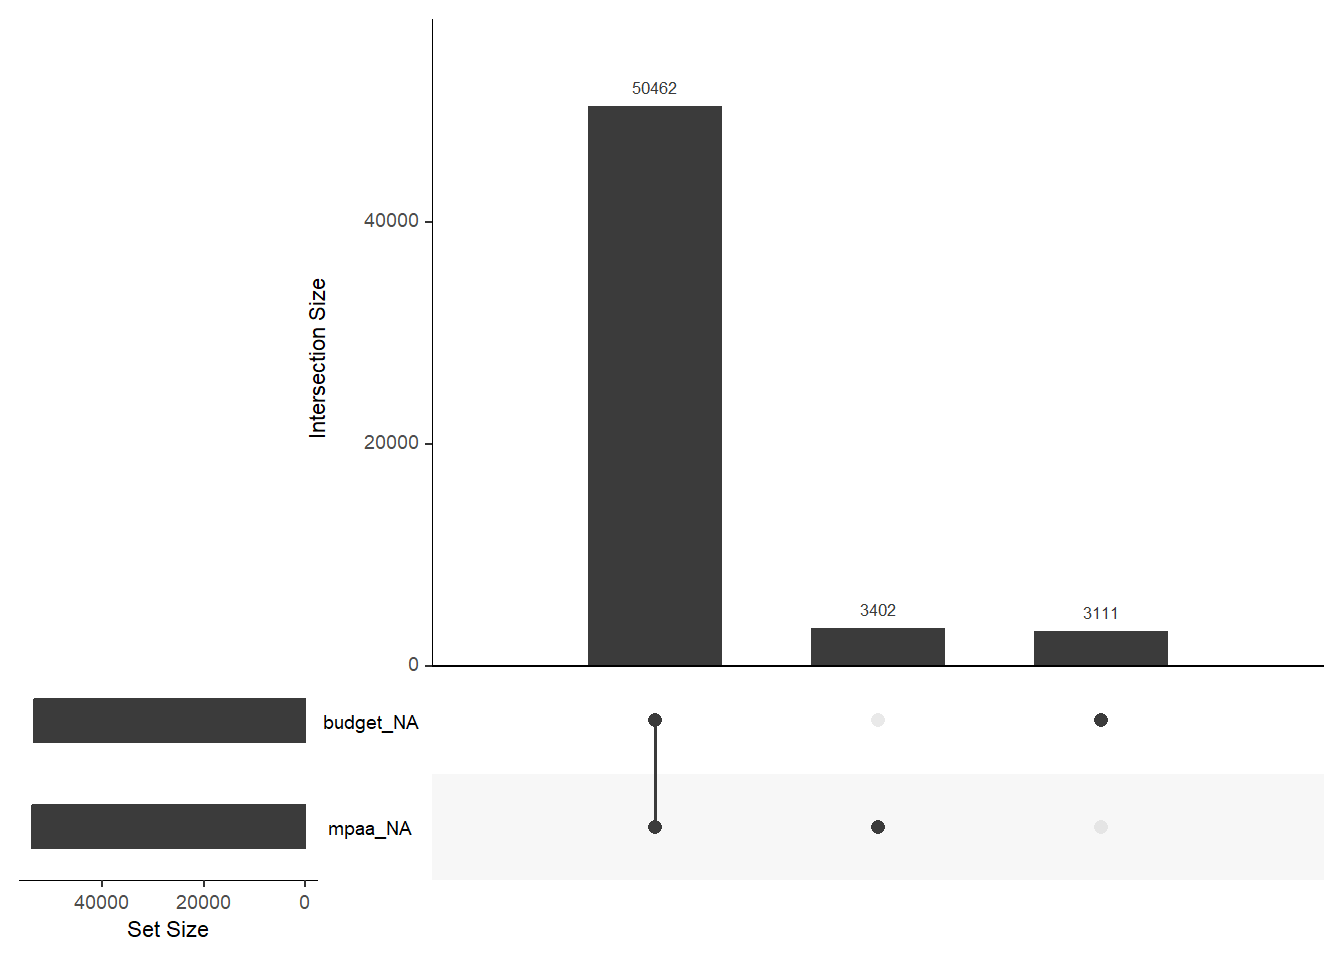 50462
40000
Intersection Size
20000
3402
3111
0
budget_NA
mpaa_NA
40000 20000 0
Set Size